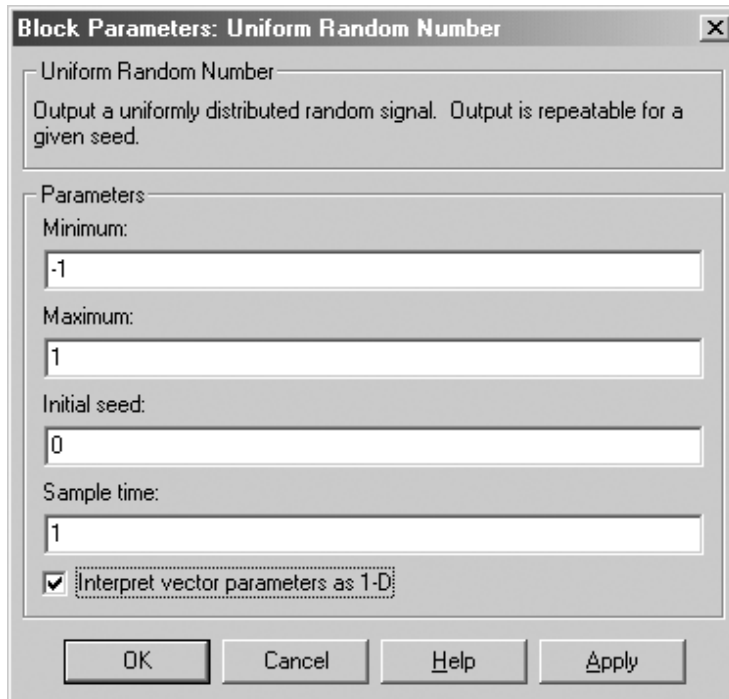 Block Parameters: Uniform Random Number
Uniform Random Number
Output a uniformly distributed random signal. Output is repeatable for a
given seed.
Parameters
Minimum:
-1
Maximum:
1
Initial seed:
0
Sample time:
1
Interpret vector parameters as 1-D
OK Cancel Help Apply